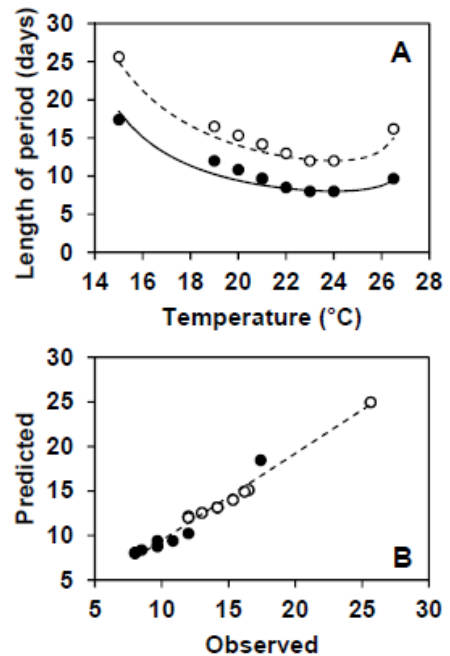 Length of period (days)
30
25
20
15
10
5
0
A
14 16 18 20 22 24 26 28
Temperature (°C)
Predicted
30
25
20
15
10
5
B
5 10 15 20 25 30
Observed